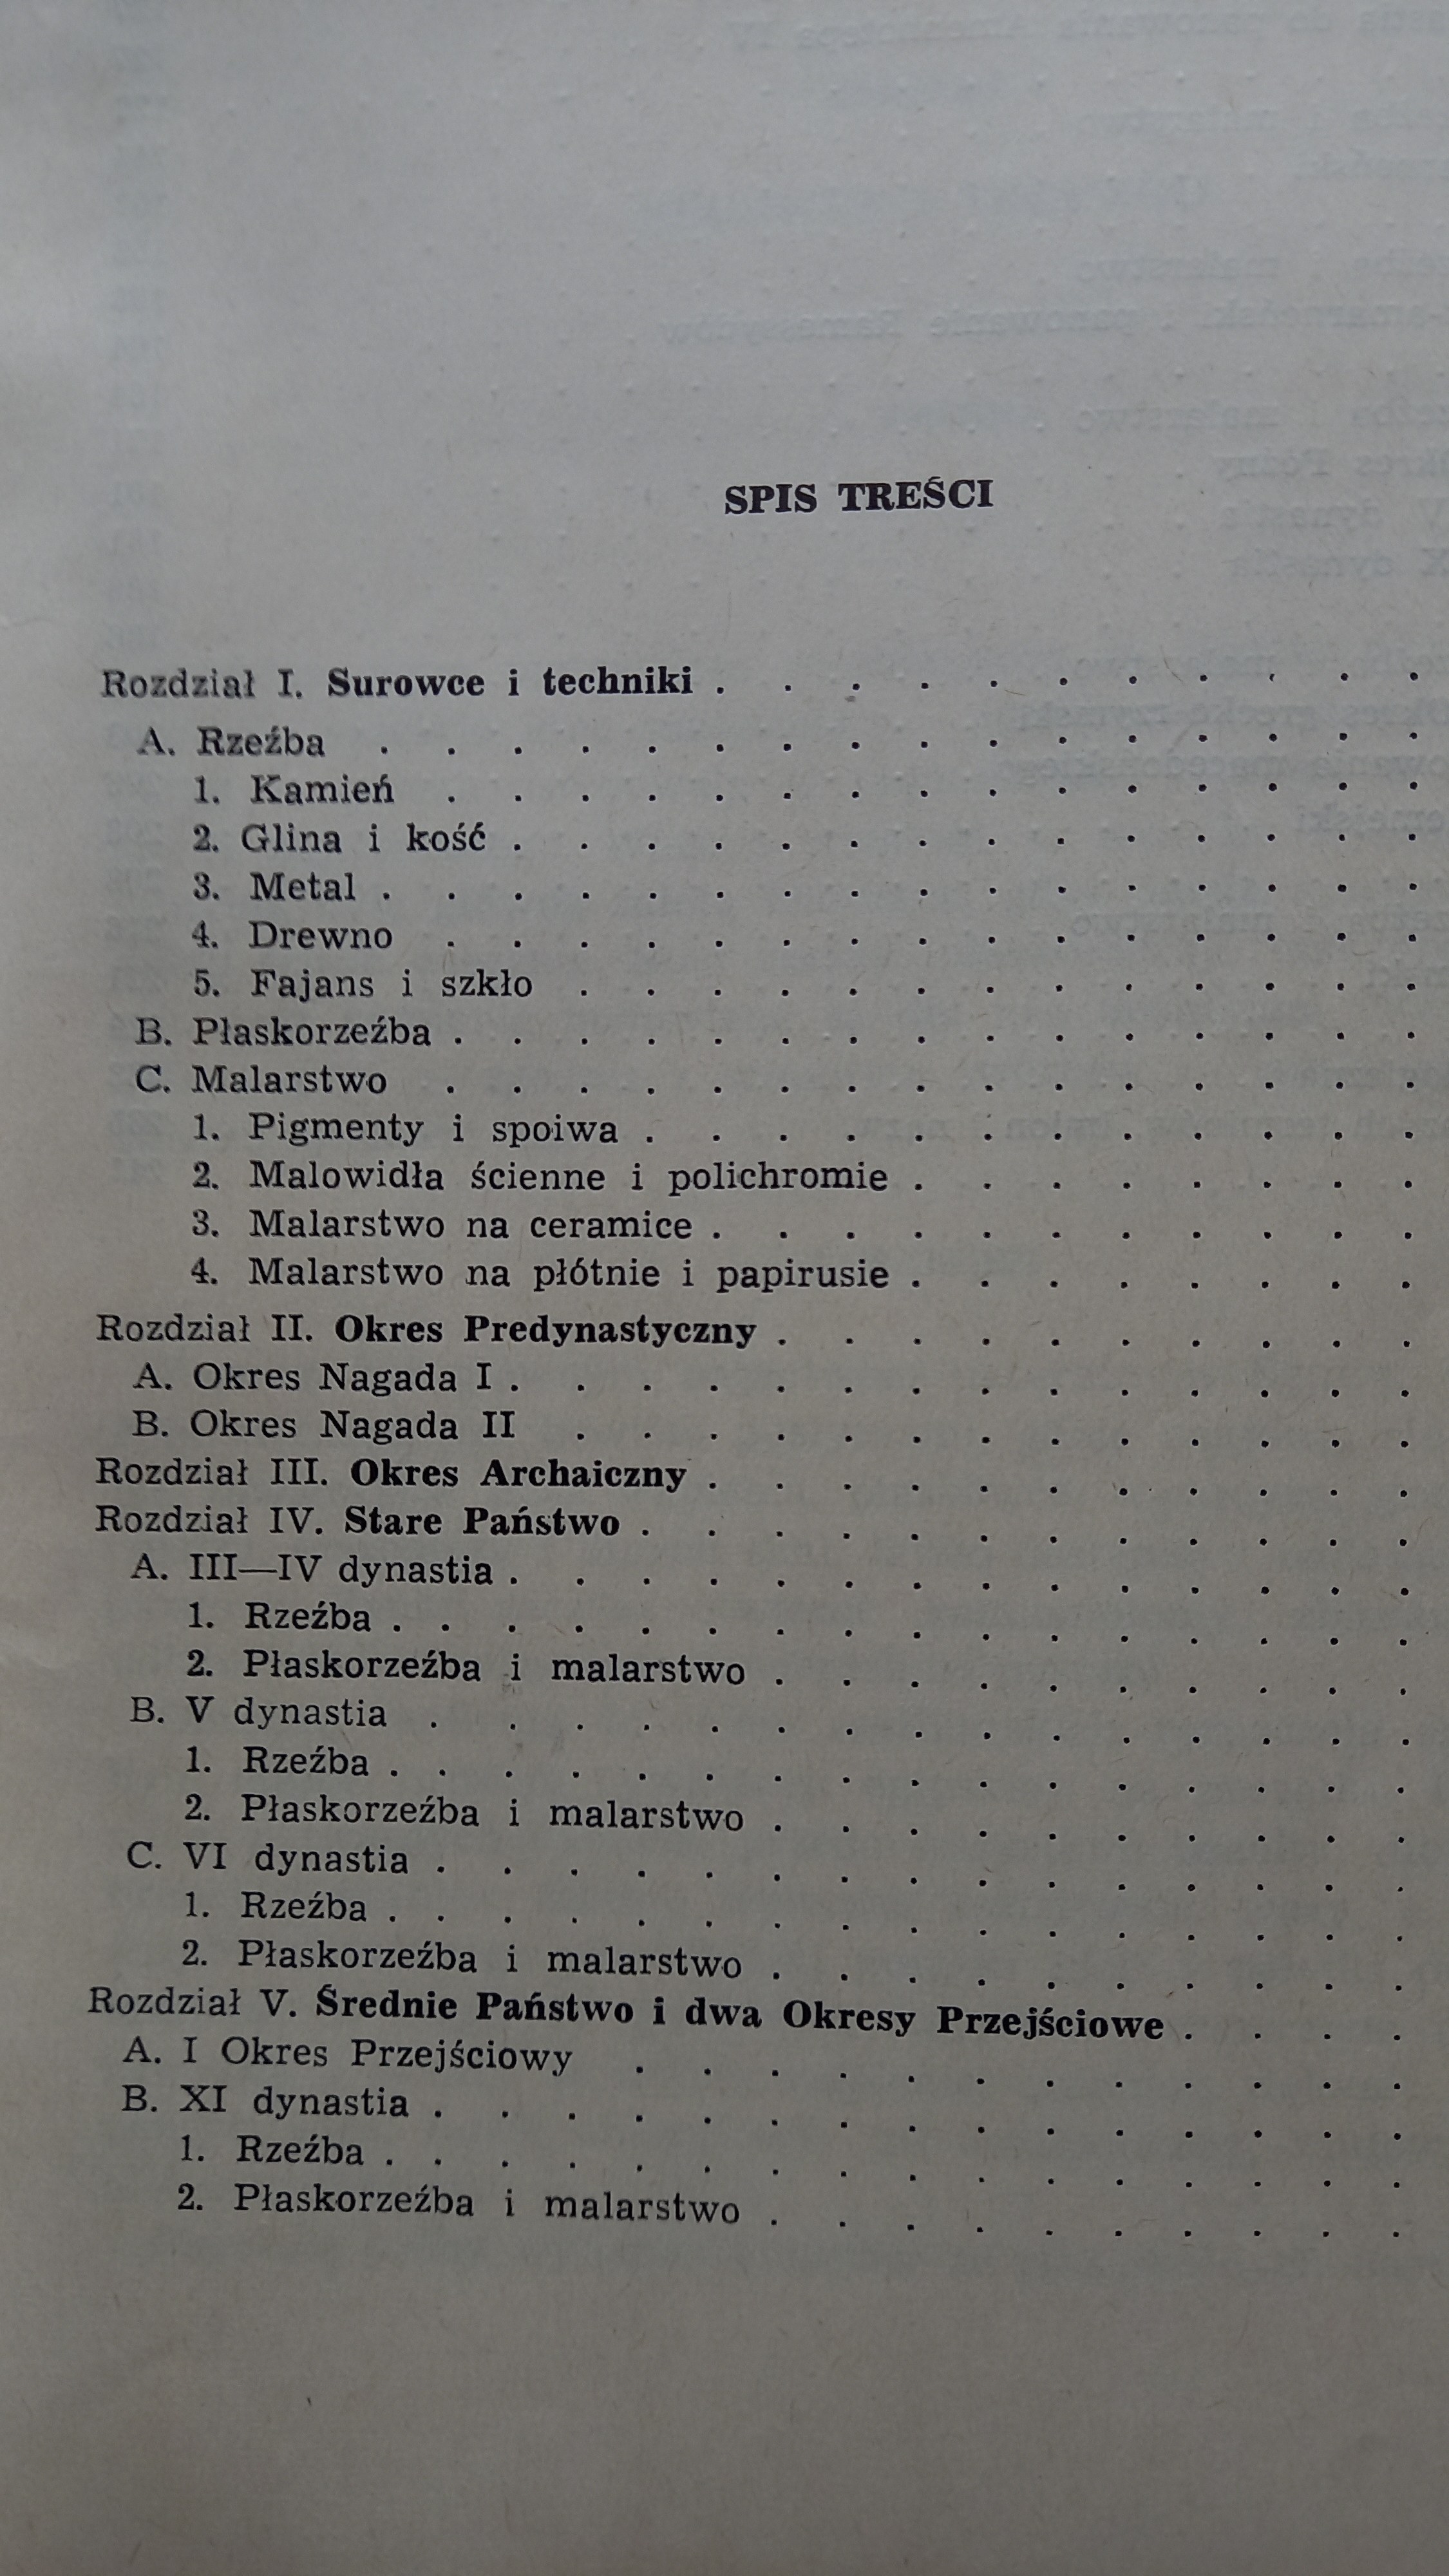 SPIS TREŚCI
Rozdział I. Surowce i techniki . . . . . . . . . . .
A. Rzeźba . . . . . . . . . . . . . . . .
1. Kamień . . . . . . . . . . . . . . .
2. Glina i kość . . . . . . . . . . . . . .
3. Metal . . . . . . . . . . . . . . . .
4. Drewno . . . . . . . . . . . . . . .
5. Fajans i szkło . . . . . . . . . . . . .
B. Płaskorzeźba . . . . . . . . . . . . . . .
C. Malarstwo . . . . . . . . . . . . . . .
1. Pigmenty i spoiwa . . . . . . . . . . . .
2. Malowidła ścienne i polichromie . . . . . . . .
3. Malarstwo na ceramice . . . . . . . . . . .
4. Malarstwo na płótnie i papirusie . . . . . . . .
Rozdział II. Okres Predynastyczny . . . . . . . . . .
A. Okres Nagada I . . . . . . . . . . . . . .
B. Okres Nagada II . . . . . . . . . . . . .
Rozdział III. Okres Archaiczny . . . . . . . . . . .
Rozdział IV. Stare Państwo . . . . . . . . . . . .
A. III—IV dynastia . . . . . . . . . . . . . .
1. Rzeźba . . . . . . . . . . . . . . . .
2. Płaskorzeźba i malarstwo . . . . . . . . . .
B. V dynastia . . . . . . . . . . . . . . .
1. Rzeźba . . . . . . . . . . . . . . . .
2. Płaskorzeźba i malarstwo . . . . . . . . . .
C. VI dynastia . . . . . . . . . . . . . . .
1. Rzeźba . . . . . . . . . . . . . . . .
2. Płaskorzeźba i malarstwo . . . . . . . . . .
Rozdział V. Średnie Państwo i dwa Okresy Przejściowe . . . .
A. I Okres Przejściowy . . . . . . . . . . . .
B. XI dynastia . . . . . . . . . . . . . . .
1. Rzeźba . . . . . . . . . . . . . . . .
2. Płaskorzeźba i malarstwo . . . . . . . . . .